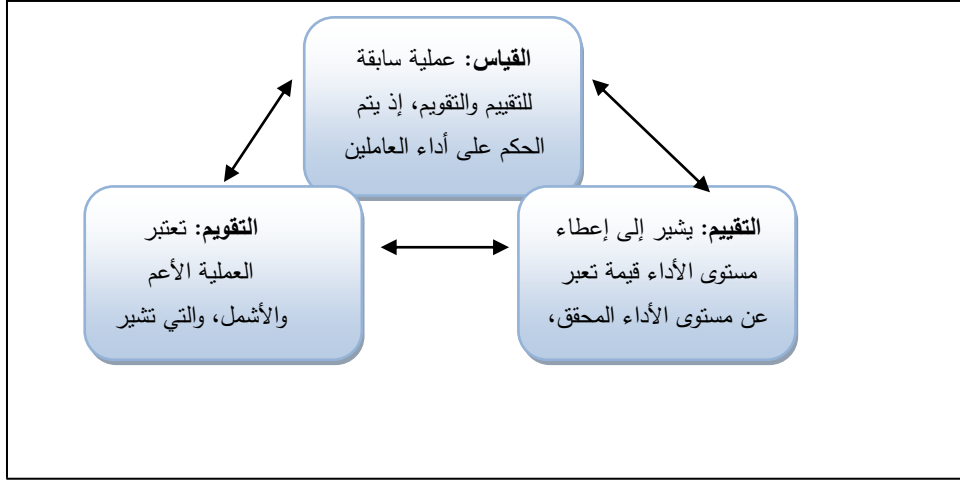 القياس: عملية سابقة
للتقييم والتقويم، إذ يتم
الحكم على أداء العاملين
التقييم: يشير إلى إعطاء
مستوى الأداء قيمة تعبر
عن مستوى الأداء المحقق،
التقويم: تعتبر
العملية الأعم
والأشمل، والتي تشير